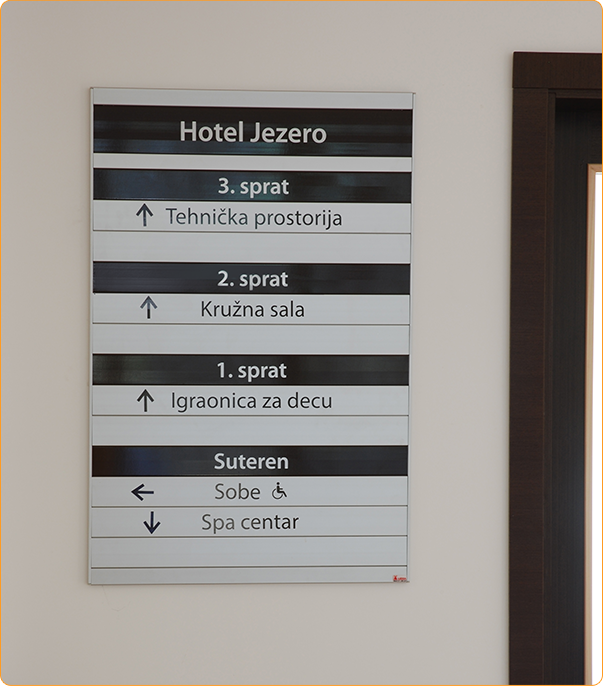 Hotel Jezero
3. sprat
↑ Tehnička prostorija
2. sprat
↑ Kružna sala
1. sprat
↑ Igraonica za decu
Suteren
← Sobe ♿
↓ Spa centar